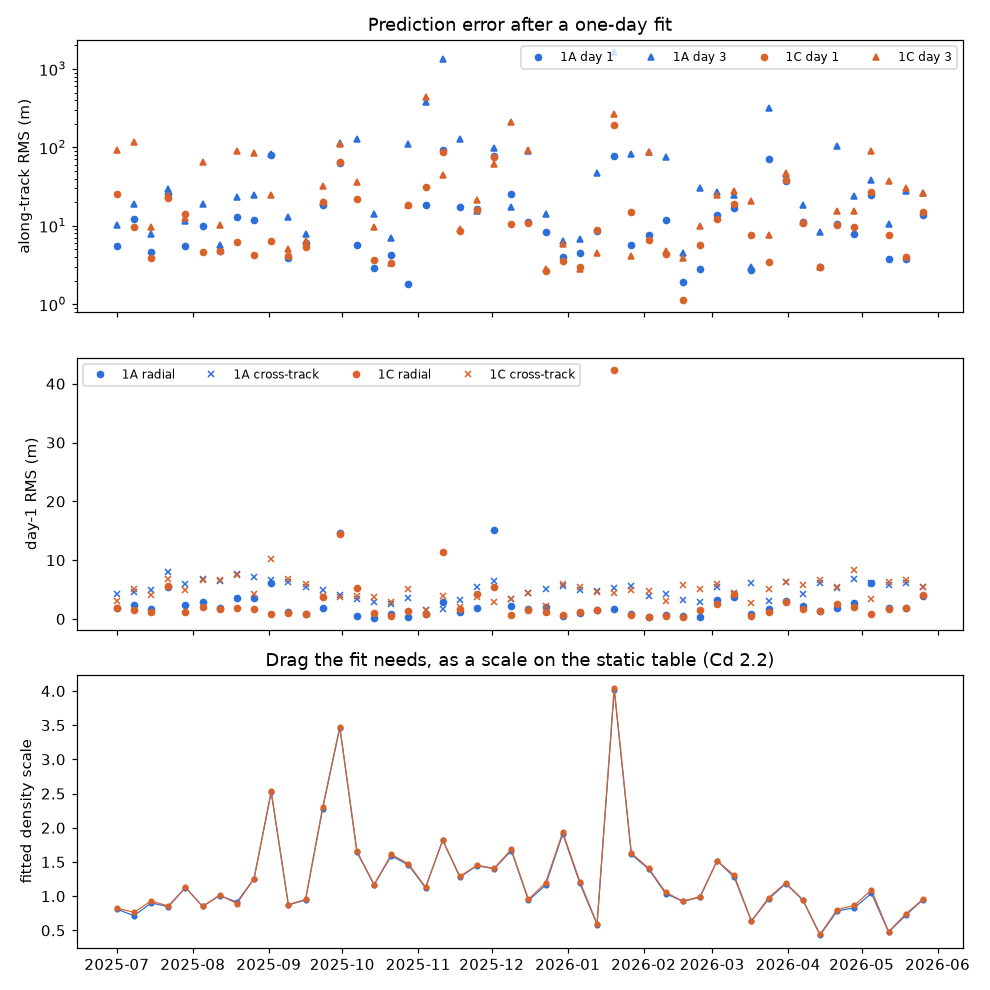 Prediction error after a one-day fit
along-track RMS (m)
10³
10²
10¹
10⁰
1A day 1 1A day 3 1C day 1 1C day 3
day-1 RMS (m)
40
30
20
10
0
1A radial 1A cross-track 1C radial 1C cross-track
Drag the fit needs, as a scale on the static table (Cd 2.2)
fitted density scale
4.0
3.5
3.0
2.5
2.0
1.5
1.0
0.5
2025-07 2025-08 2025-09 2025-10 2025-11 2025-12 2026-01 2026-02 2026-03 2026-04 2026-05 2026-06